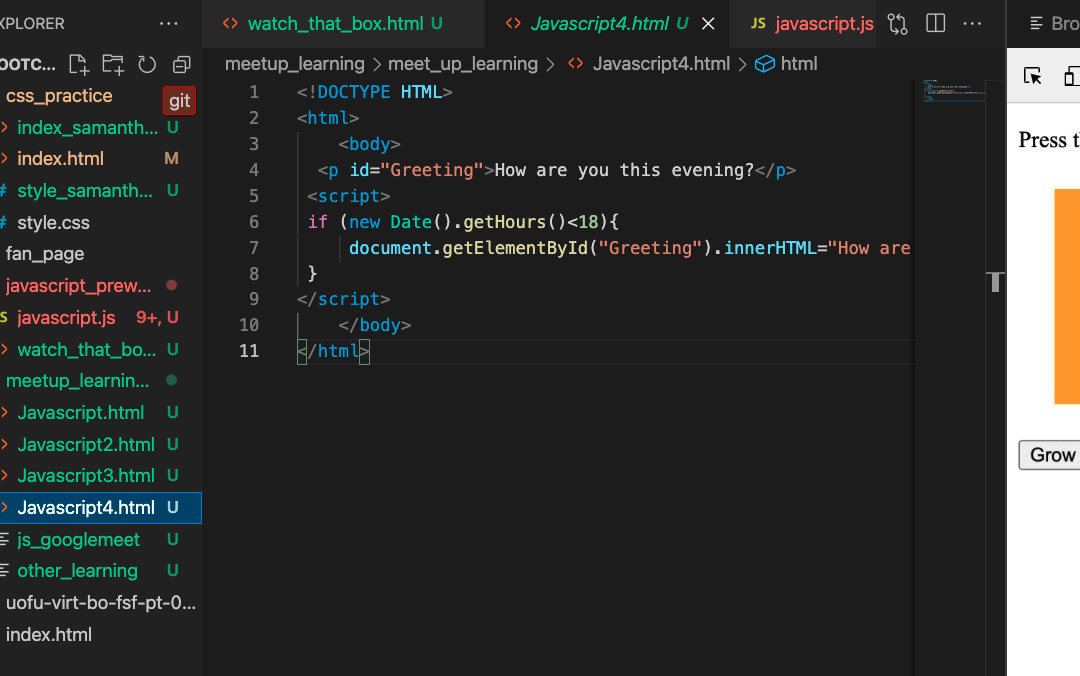 XPLORER ...
OOTC...
css_practice
git
index_samanth... U
index.html M
# style_samanth... U
# style.css
fan_page
javascript_prew...
JS javascript.js 9+, U
watch_that_bo... U
meetup_learnin...
Javascript.html U
Javascript2.html U
Javascript3.html U
Javascript4.html U
js_googlemeet U
other_learning U
uofu-virt-bo-fsf-pt-0...
index.html
<> watch_that_box.html U
<> Javascript4.html U ×
JS javascript.js
...
meetup_learning > meet_up_learning > <> Javascript4.html > html
1 <!DOCTYPE HTML>
2 <html>
3 <body>
4 <p id="Greeting">How are you this evening?</p>
5 <script>
6 if (new Date().getHours()<18){
7 document.getElementById("Greeting").innerHTML="How are
8 }
9 </script>
10 </body>
11 </html>
Bro
Press t
Grow